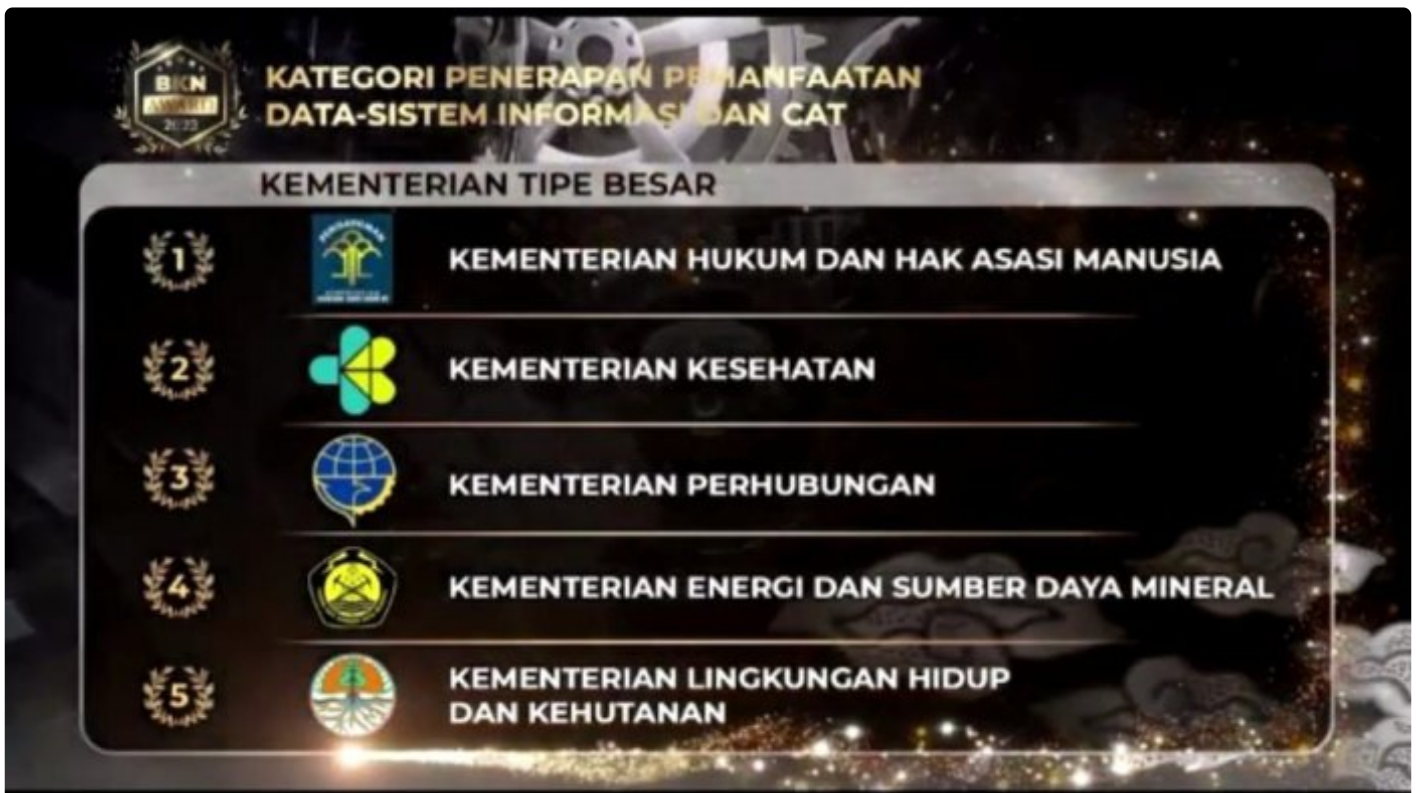 BKN
AWARD
2022
KATEGORI PENERAPAN PEMANFAATAN
DATA-SISTEM INFORMASI DAN CAT
KEMENTERIAN TIPE BESAR
1
PENGAYOMAN
KEMENTERIAN HUKUM DAN HAK ASASI MANUSIA
2
KEMENTERIAN KESEHATAN
3
KEMENTERIAN PERHUBUNGAN
4
KEMENTERIAN ENERGI DAN SUMBER DAYA MINERAL
5
KEMENTERIAN LINGKUNGAN HIDUP
DAN KEHUTANAN